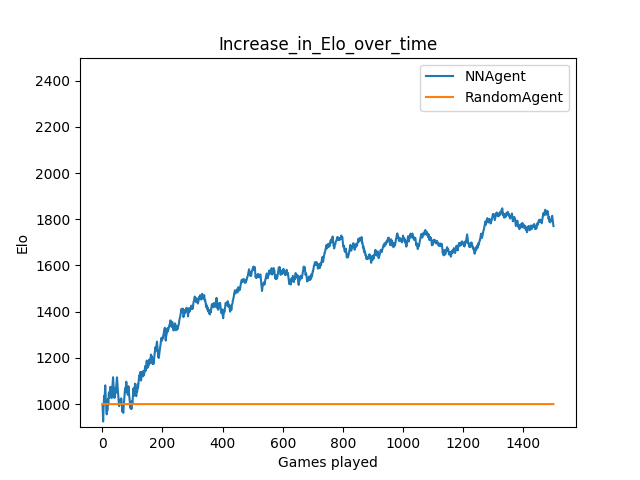 Increase_in_Elo_over_time
NNAgent
RandomAgent
2400
2200
2000
1800
1600
1400
1200
1000
Elo
0 200 400 600 800 1000 1200 1400
Games played